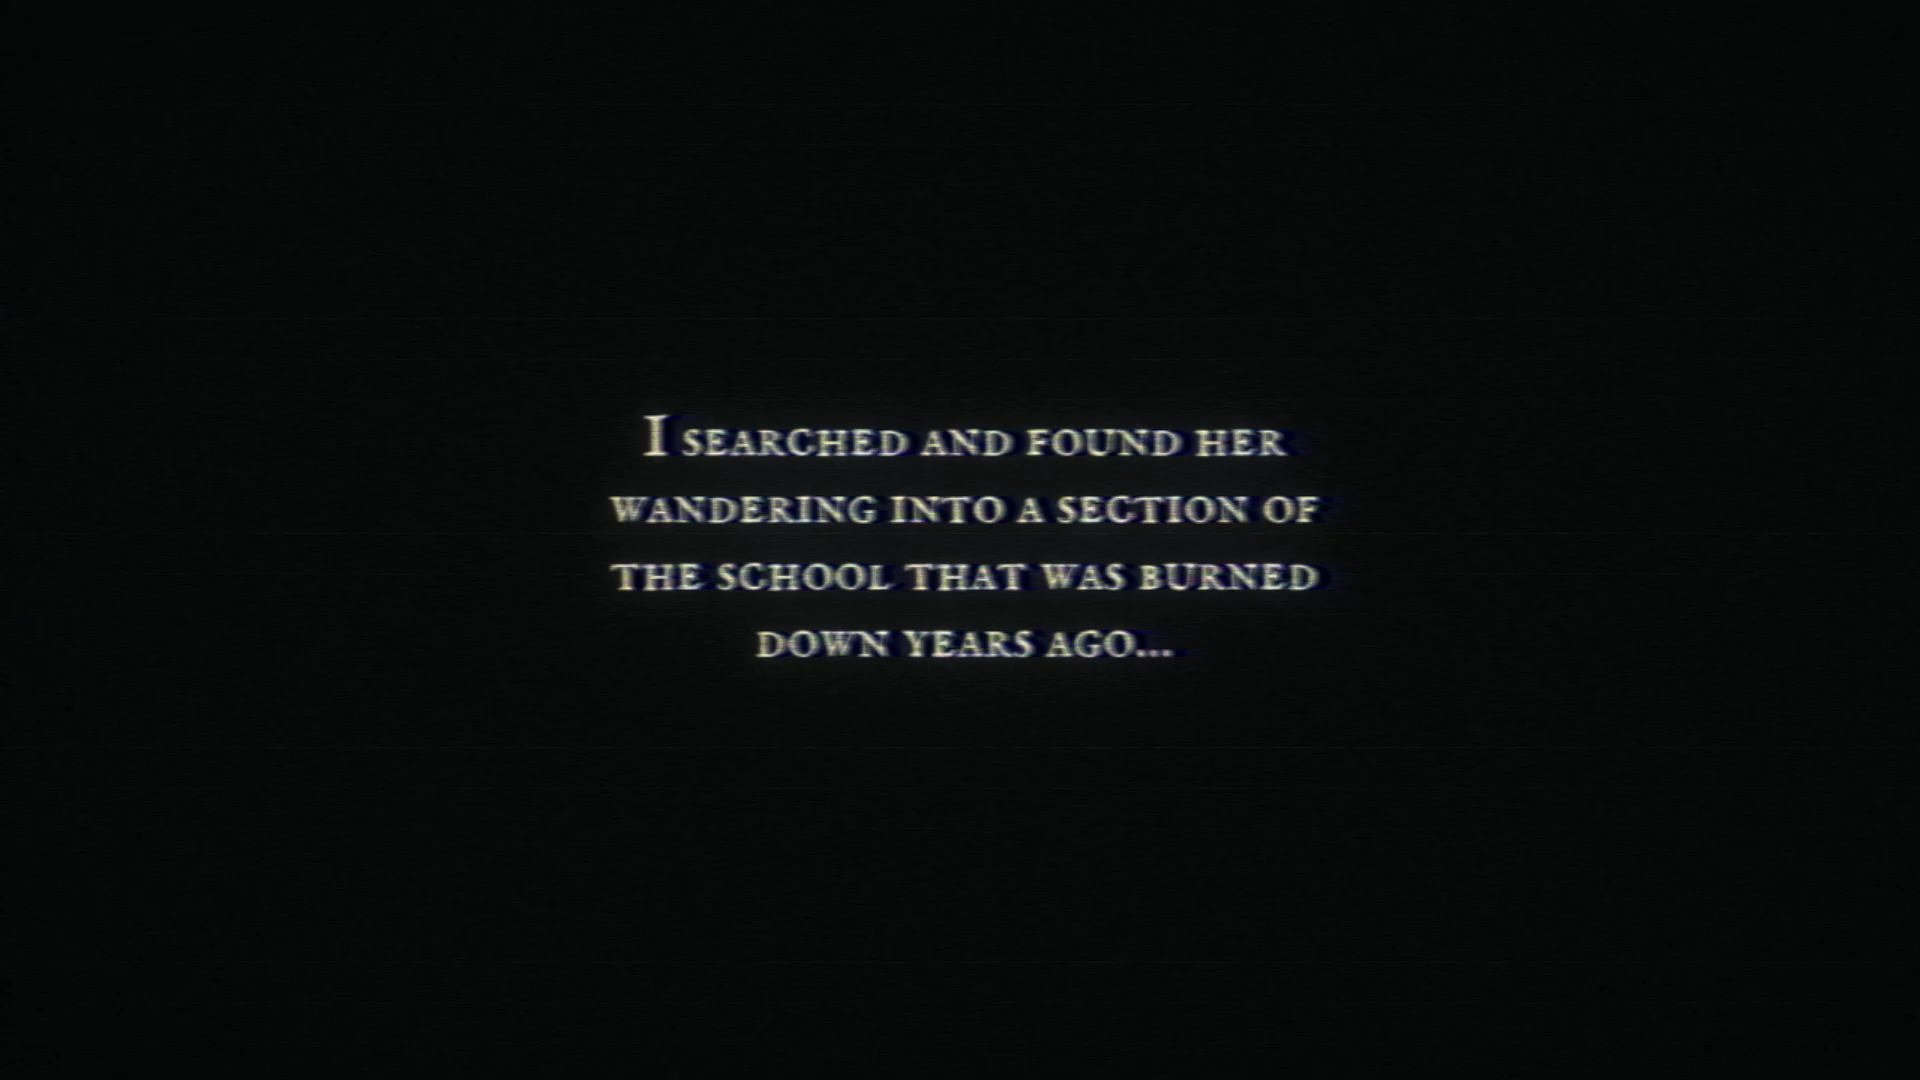 I SEARCHED AND FOUND HER
WANDERING INTO A SECTION OF
THE SCHOOL THAT WAS BURNED
DOWN YEARS AGO...